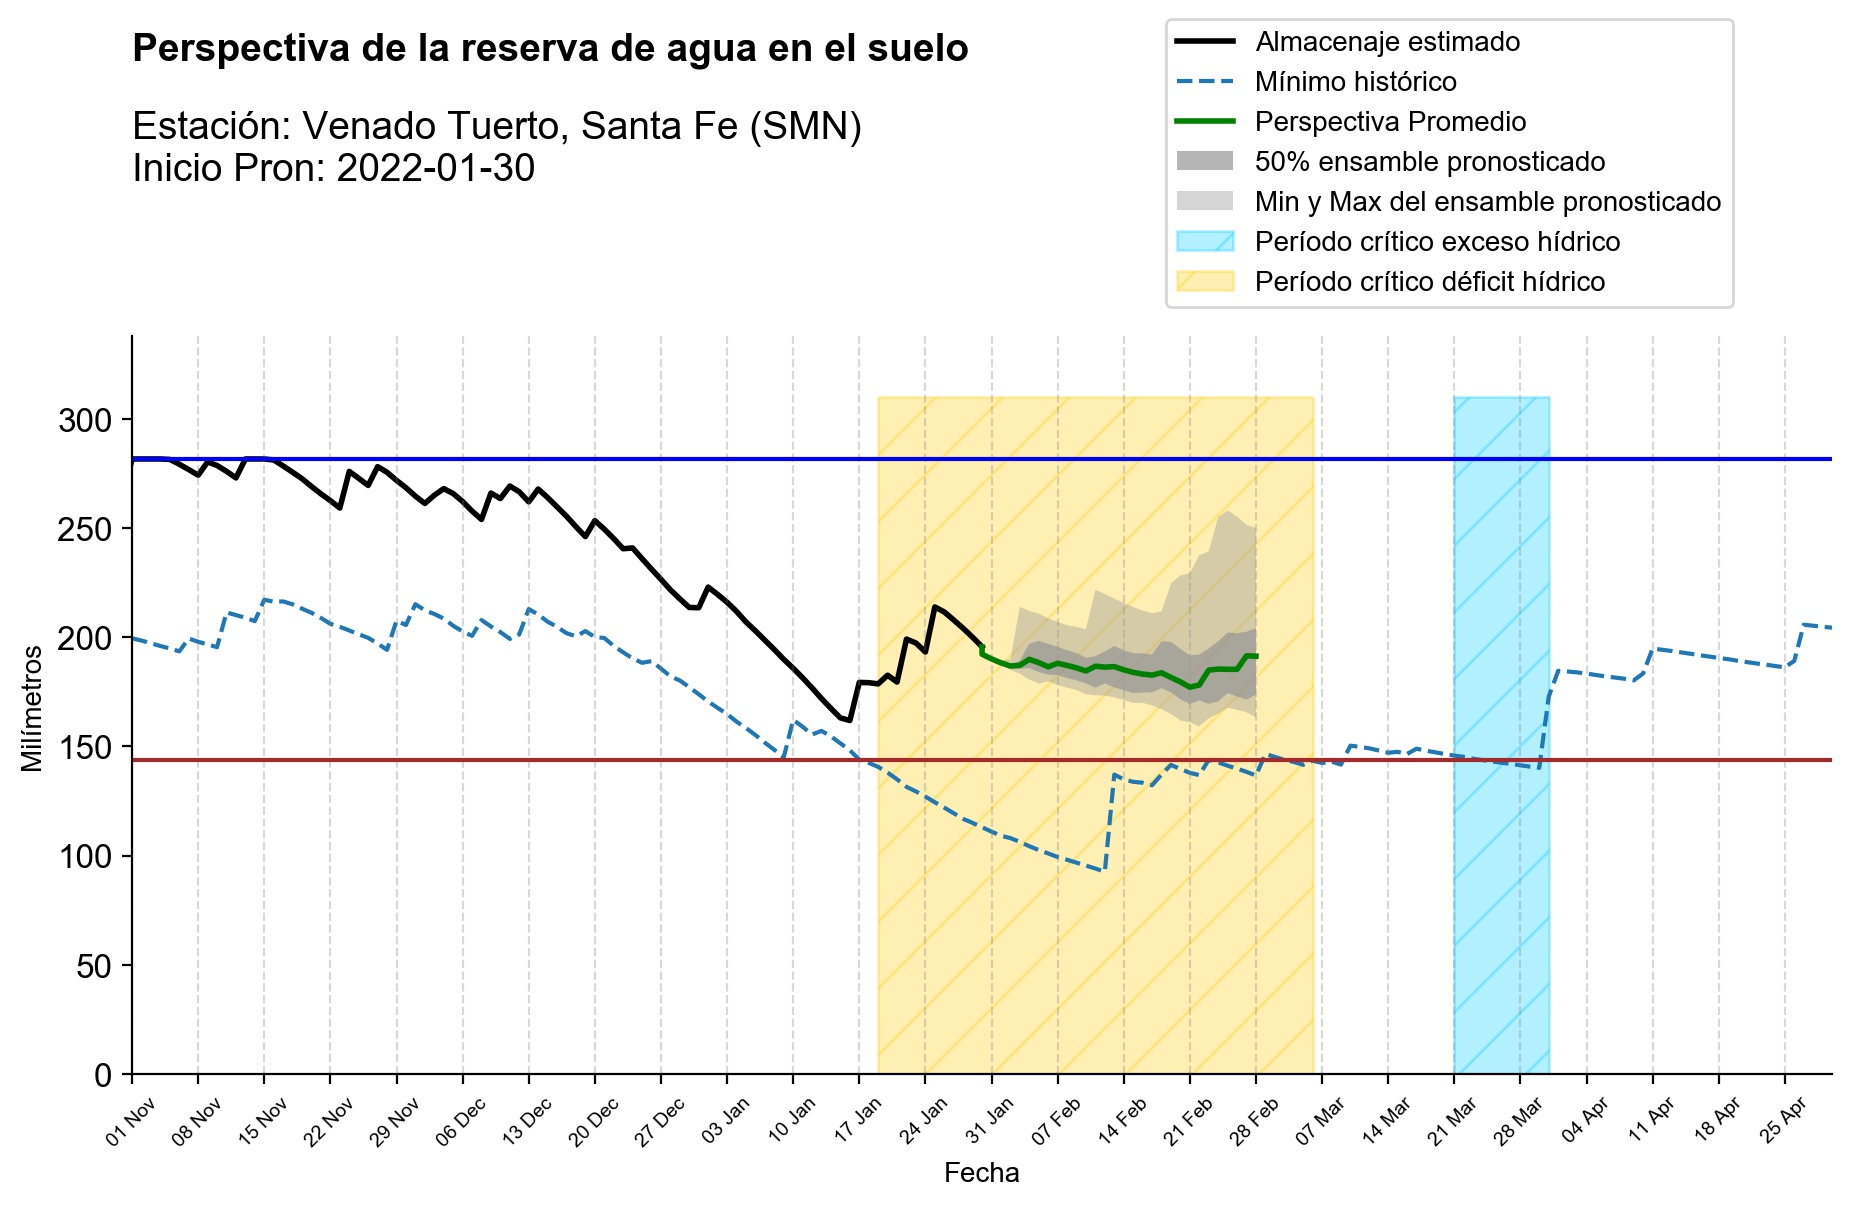 Perspectiva de la reserva de agua en el suelo
Estación: Venado Tuerto, Santa Fe (SMN)
Inicio Pron: 2022-01-30
Almacenaje estimado
Mínimo histórico
Perspectiva Promedio
50% ensamble pronosticado
Min y Max del ensamble pronosticado
Período crítico exceso hídrico
Período crítico déficit hídrico
Milímetros
300
250
200
150
100
50
0
01 Nov
08 Nov
15 Nov
22 Nov
29 Nov
06 Dec
13 Dec
20 Dec
27 Dec
03 Jan
10 Jan
17 Jan
24 Jan
31 Jan
07 Feb
14 Feb
21 Feb
28 Feb
07 Mar
14 Mar
21 Mar
28 Mar
04 Apr
11 Apr
18 Apr
25 Apr
Fecha